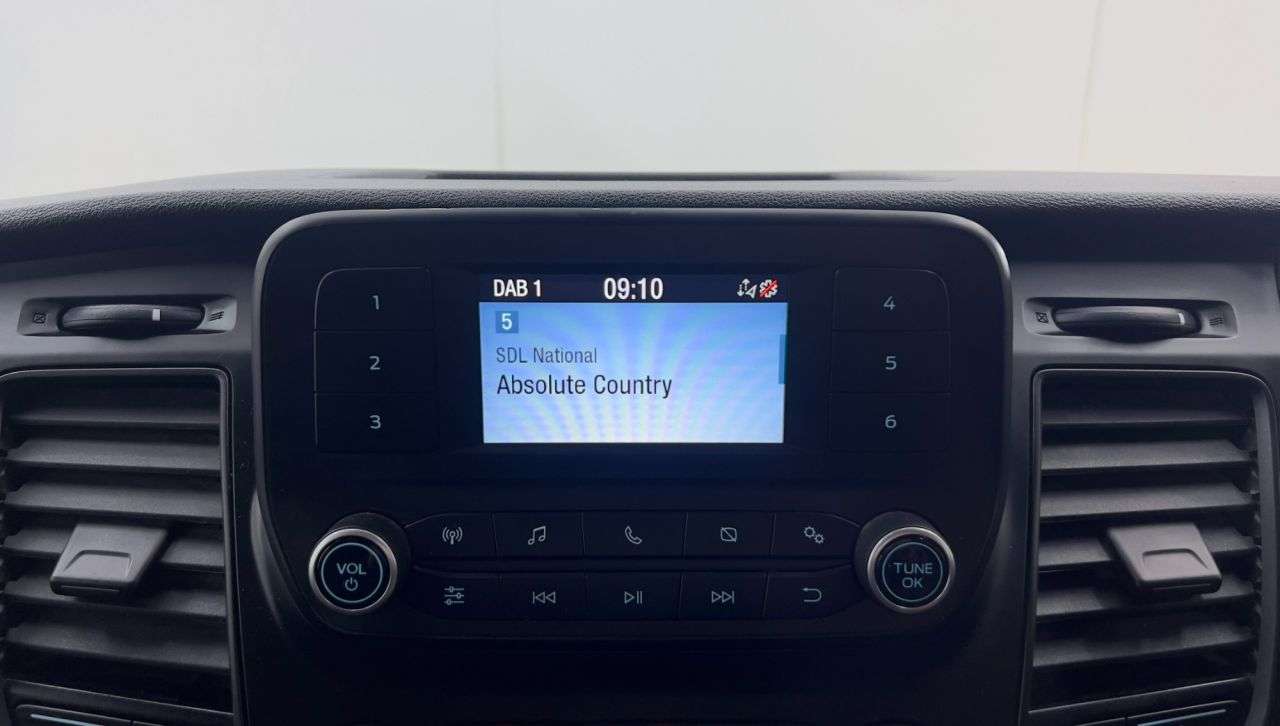 DAB 1 09:10
5
SDL National
Absolute Country
1
2
3
4
5
6
VOL
TUNE
OK